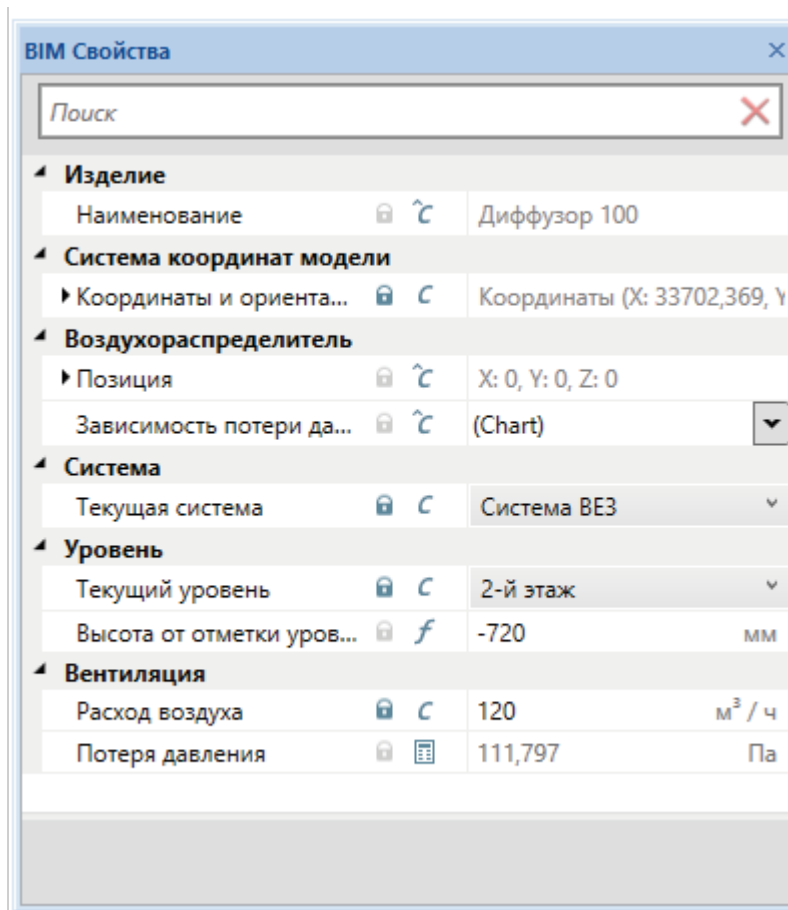 BIM Свойства
Поиск
Изделие
Наименование С Диффузор 100
Система координат модели
Координаты и ориента... С Координаты (X: 33702,369, Y
Воздухораспределитель
Позиция С X: 0, Y: 0, Z: 0
Зависимость потери да... С (Chart)
Система
Текущая система С Система ВЕ3
Уровень
Текущий уровень С 2-й этаж
Высота от отметки уров... f -720 мм
Вентиляция
Расход воздуха С 120 м³ / ч
Потеря давления 111,797 Па